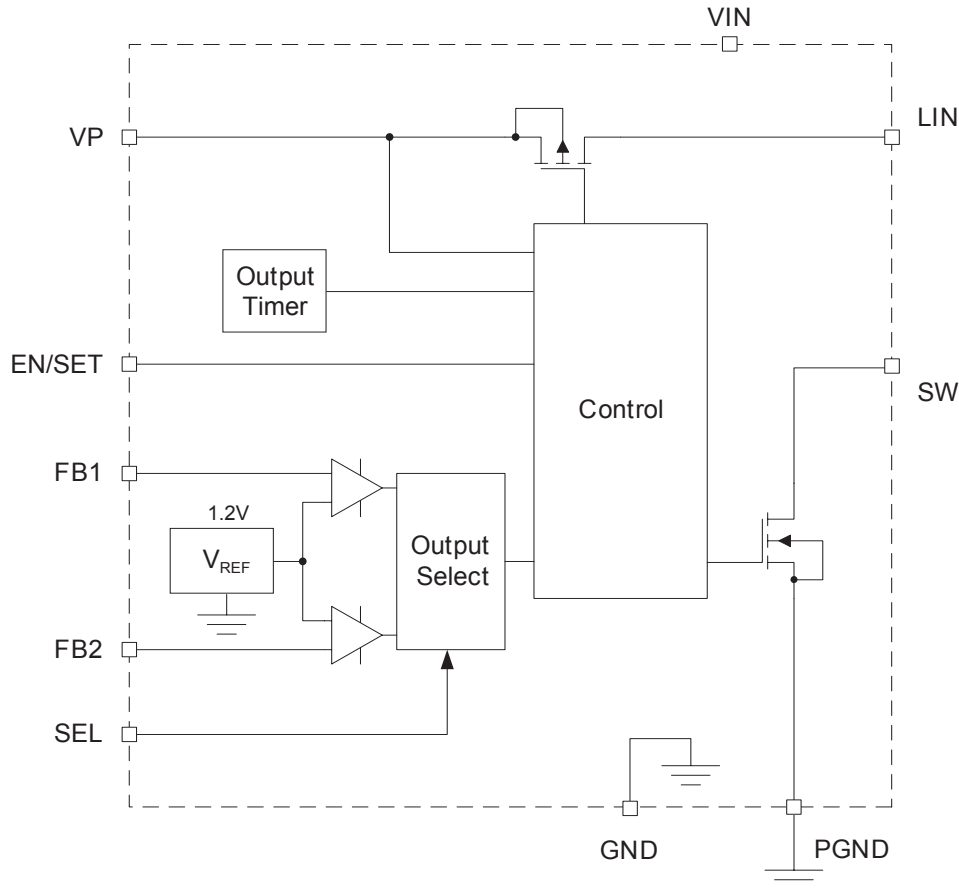 VIN
VP
LIN
Output
Timer
EN/SET
SW
Control
FB1
1.2V
VREF
Output
Select
FB2
SEL
GND
PGND